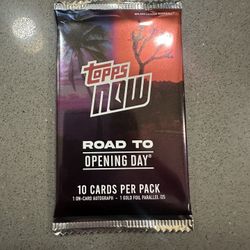 topps
NOW
ROAD TO
OPENING DAY®
10 CARDS PER PACK
1 ON-CARD AUTOGRAPH • 1 GOLD FOIL PARALLEL /25